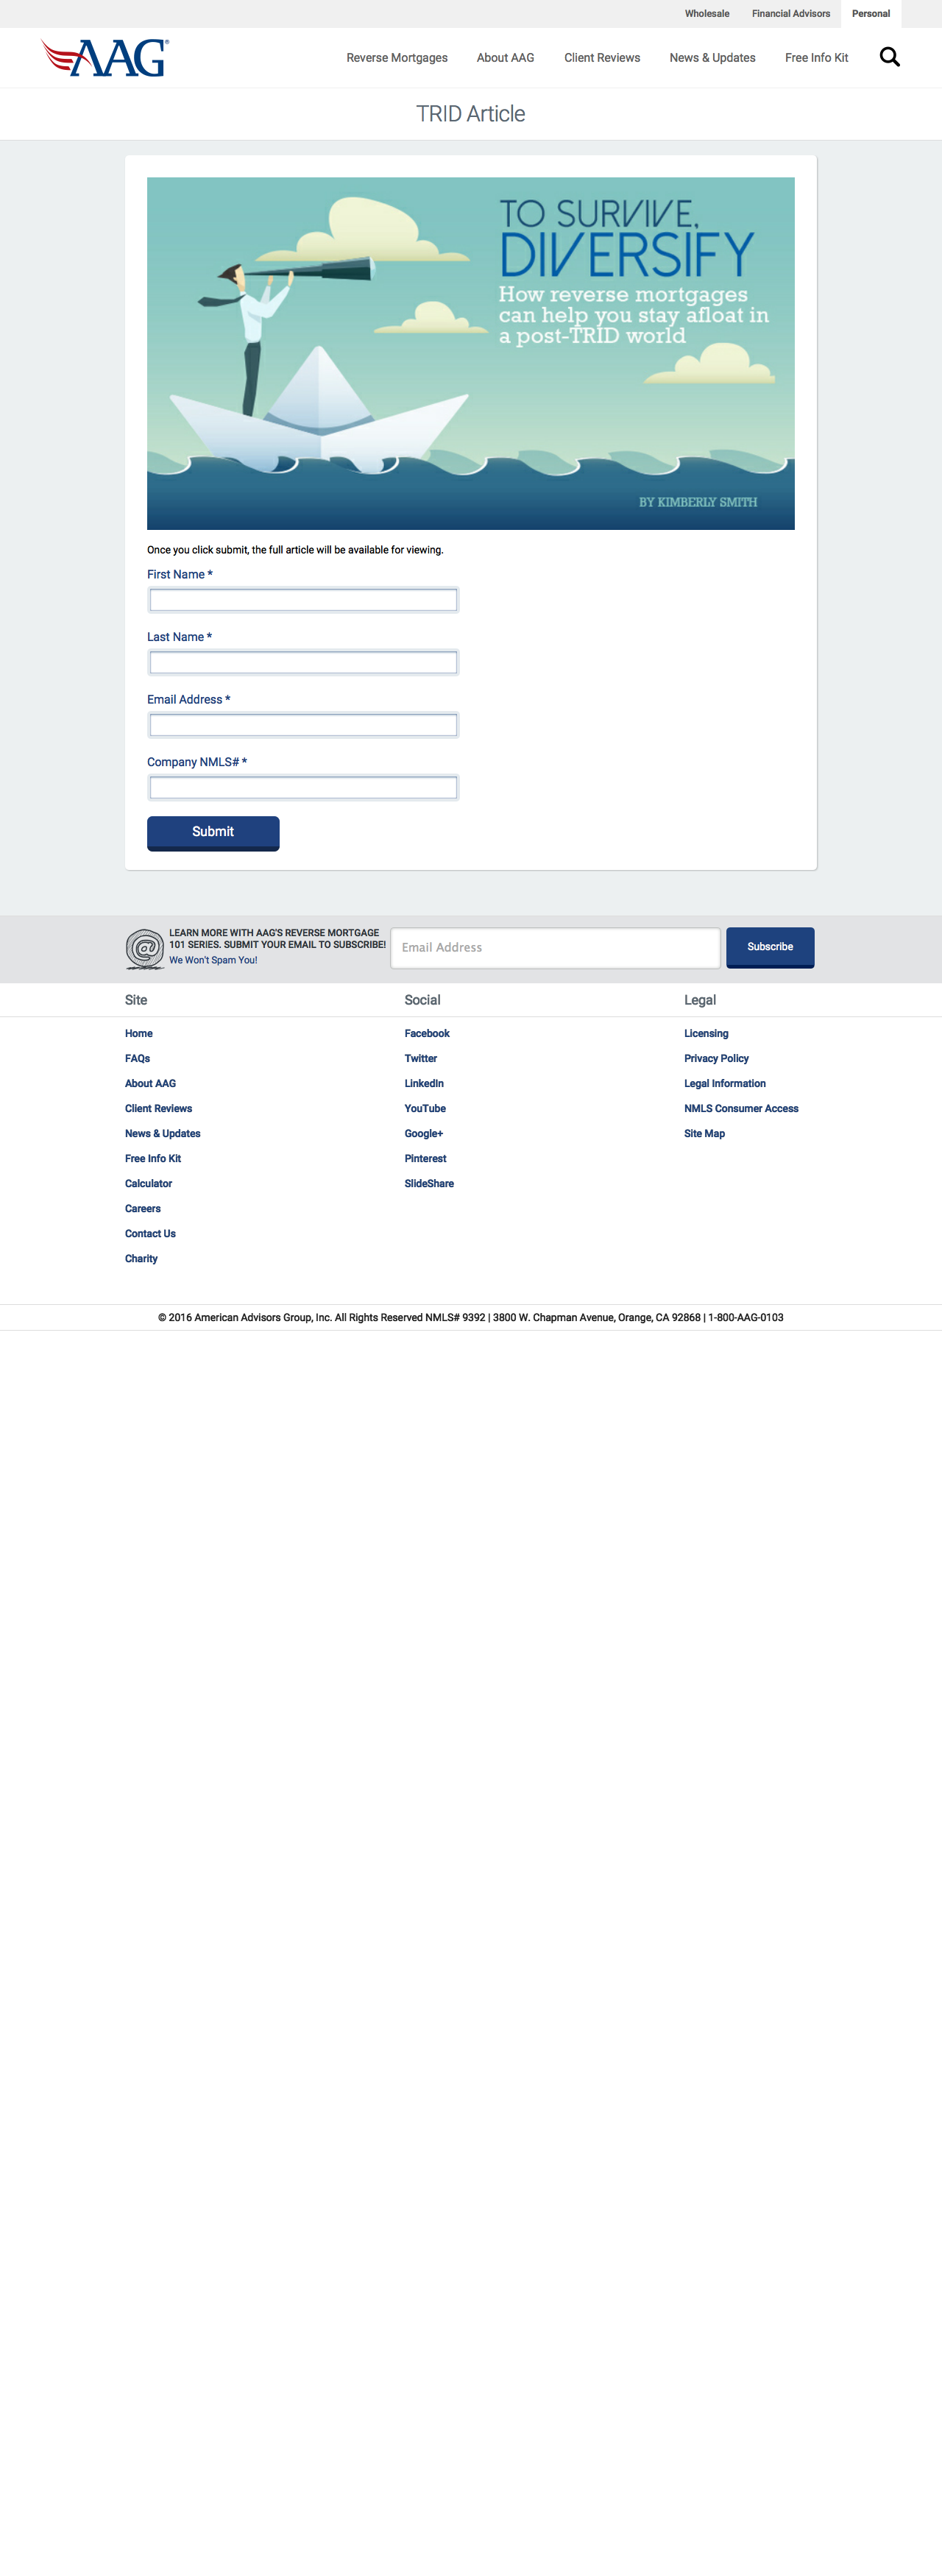 Wholesale Financial Advisors Personal
AAG®
Reverse Mortgages About AAG Client Reviews News & Updates Free Info Kit
TRID Article
TO SURVIVE,
DIVERSIFY
How reverse mortgages
can help you stay afloat in
a post-TRID world
BY KIMBERLY SMITH
Once you click submit, the full article will be available for viewing.
First Name *
Last Name *
Email Address *
Company NMLS# *
Submit
LEARN MORE WITH AAG'S REVERSE MORTGAGE
101 SERIES. SUBMIT YOUR EMAIL TO SUBSCRIBE!
We Won't Spam You!
Email Address
Subscribe
Site
Home
FAQs
About AAG
Client Reviews
News & Updates
Free Info Kit
Calculator
Careers
Contact Us
Charity
Social
Facebook
Twitter
LinkedIn
YouTube
Google+
Pinterest
SlideShare
Legal
Licensing
Privacy Policy
Legal Information
NMLS Consumer Access
Site Map
© 2016 American Advisors Group, Inc. All Rights Reserved NMLS# 9392 | 3800 W. Chapman Avenue, Orange, CA 92868 | 1-800-AAG-0103